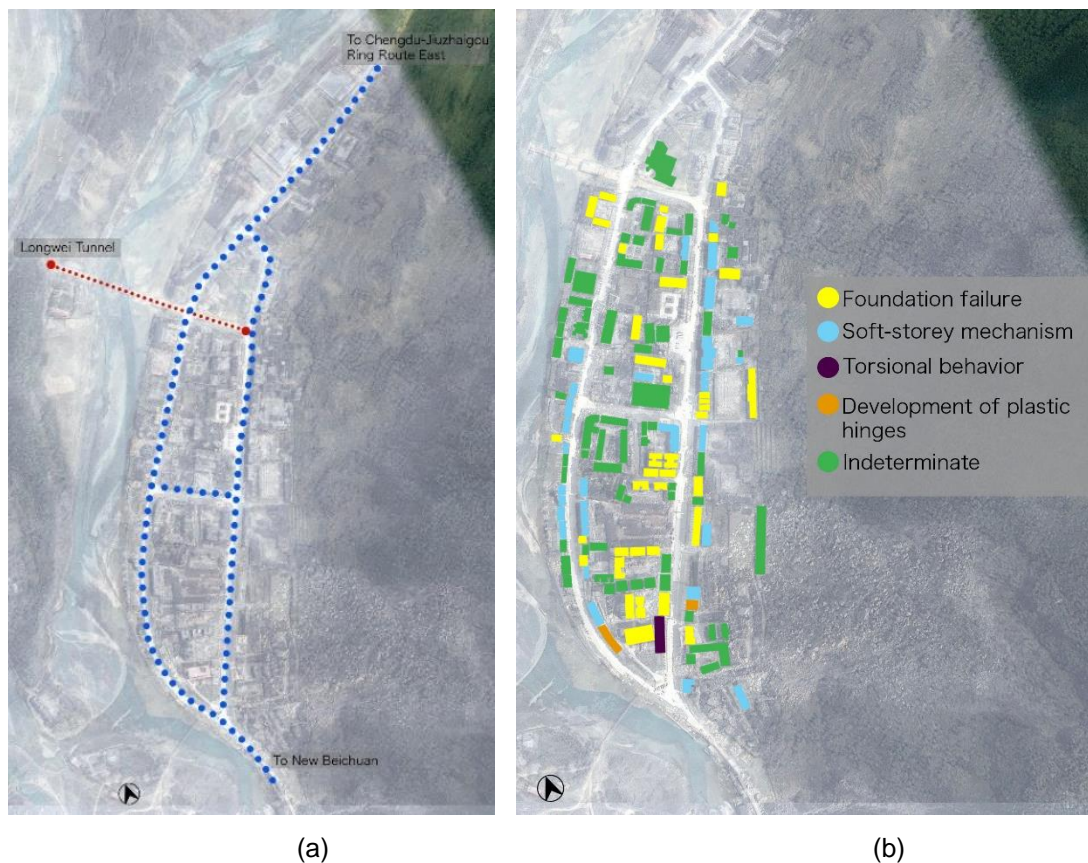 To Chengdu-Jiuzhaigou
Ring Route East
Longwei Tunnel
To New Beichuan
Foundation failure
Soft-storey mechanism
Torsional behavior
Development of plastic
hinges
Indeterminate
(a)
(b)